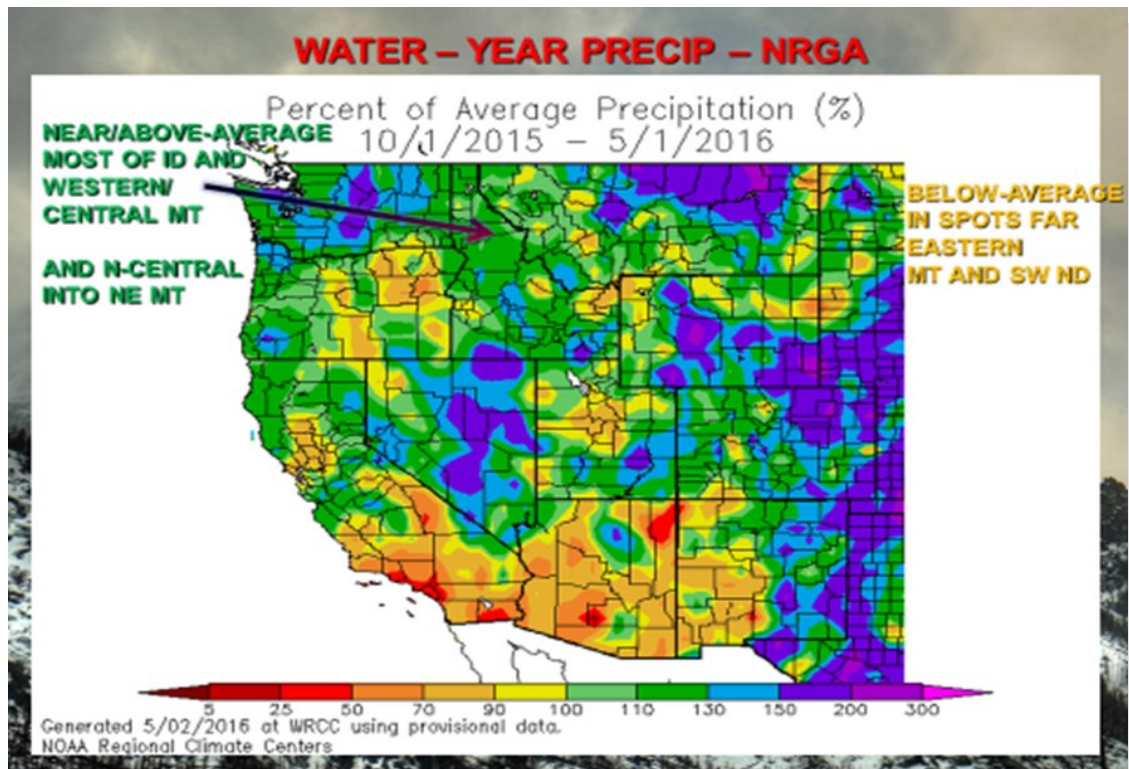 WATER – YEAR PRECIP – NRGA
Percent of Average Precipitation (%)
10/1/2015 – 5/1/2016
NEAR/ABOVE-AVERAGE
MOST OF ID AND
WESTERN/
CENTRAL MT
AND N-CENTRAL
INTO NE MT
BELOW-AVERAGE
IN SPOTS FAR
EASTERN
MT AND SW ND
5 25 50 70 90 100 110 130 150 200 300
Generated 5/02/2016 at WRCC using provisional data.
NOAA Regional Climate Centers